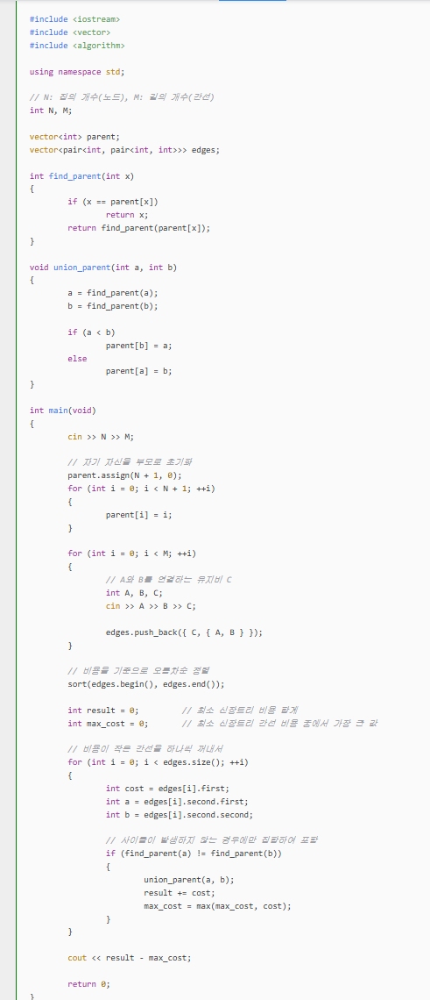 #include <iostream>
#include <vector>
#include <algorithm>

using namespace std;

// N: 집의 개수(노드), M: 길의 개수(간선)
int N, M;

vector<int> parent;
vector<pair<int, pair<int, int>>> edges;

int find_parent(int x)
{
	if (x == parent[x])
		return x;
	return find_parent(parent[x]);
}

void union_parent(int a, int b)
{
	a = find_parent(a);
	b = find_parent(b);

	if (a < b)
		parent[b] = a;
	else
		parent[a] = b;
}

int main(void)
{
	cin >> N >> M;

	// 자기 자신을 부모로 초기화
	parent.assign(N + 1, 0);
	for (int i = 0; i < N + 1; ++i)
	{
		parent[i] = i;
	}

	for (int i = 0; i < M; ++i)
	{
		// A와 B를 연결하는 유지비 C
		int A, B, C;
		cin >> A >> B >> C;

		edges.push_back({ C, { A, B } });
	}

	// 비용을 기준으로 오름차순 정렬
	sort(edges.begin(), edges.end());

	int result = 0;		// 최소 신장트리 비용 합계
	int max_cost = 0;	// 최소 신장트리 간선 비용 중에서 가장 큰 값

	// 비용이 작은 간선을 하나씩 꺼내서
	for (int i = 0; i < edges.size(); ++i)
	{
		int cost = edges[i].first;
		int a = edges[i].second.first;
		int b = edges[i].second.second;

		// 사이클이 발생하지 않는 경우에만 집합하여 포함
		if (find_parent(a) != find_parent(b))
		{
			union_parent(a, b);
			result += cost;
			max_cost = max(max_cost, cost);
		}
	}

	cout << result - max_cost;

	return 0;
}